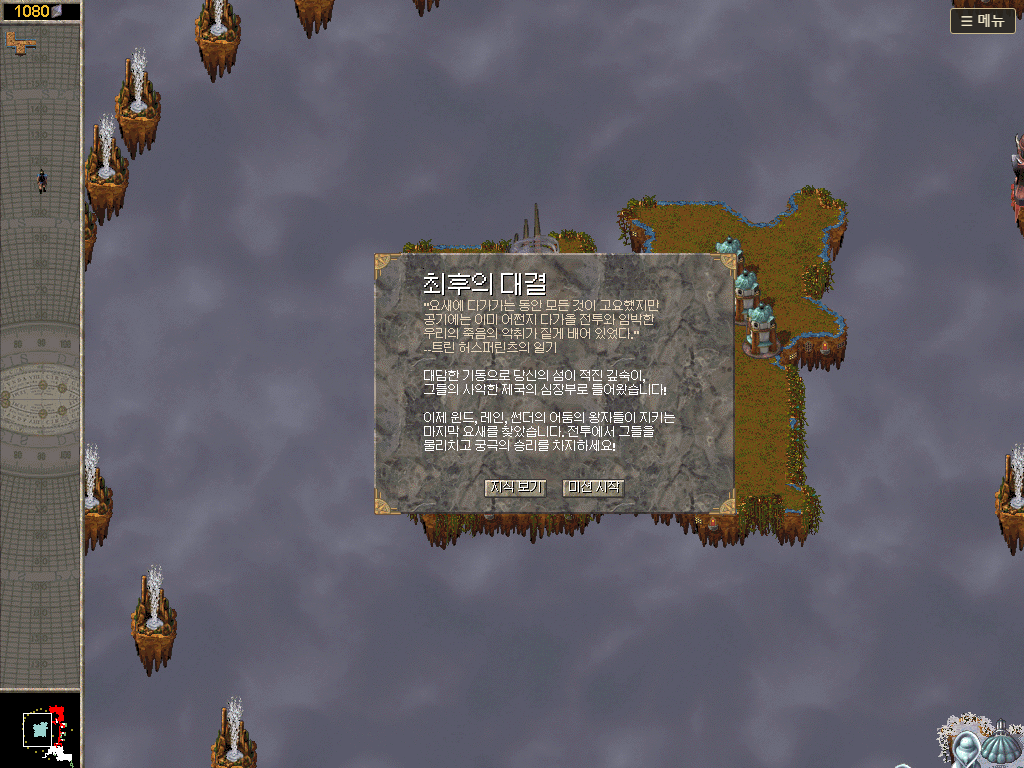 1080
☰ 메뉴
최후의 대결
"요새에 다가가는 동안 모든 것이 고요했지만
공기에는 이미 어쩐지 다가올 전투와 임박한
우리의 죽음의 악취가 짙게 배어 있었다."
--트린 허스매린츠의 일기
대담한 기동으로 당신의 섬이 적진 깊숙이,
그들의 사악한 제국의 심장부로 들어왔습니다!
이제 윈드, 레인, 썬더의 어둠의 왕자들이 지키는
마지막 요새를 찾았습니다. 전투에서 그들을
물리치고 궁극의 승리를 차지하세요!
지식 보기
미션 시작